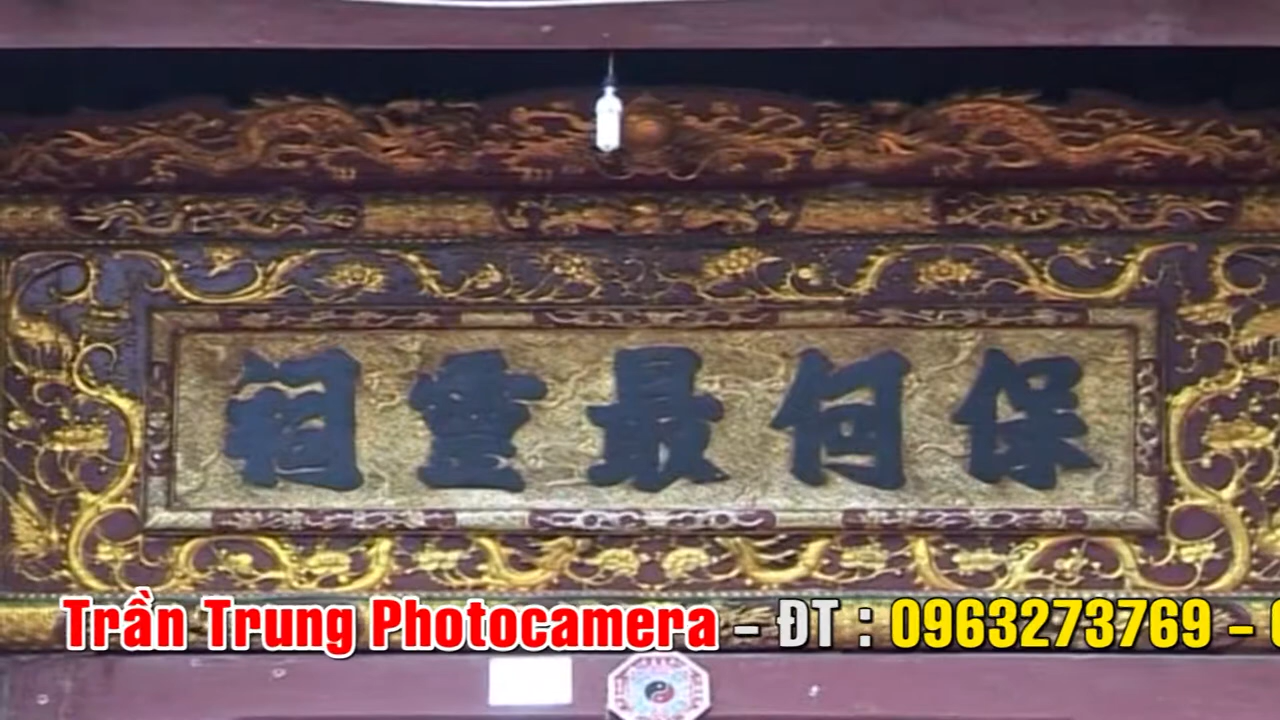 保何最靈祠
Trần Trung Photocamera – ĐT : 0963273769 –